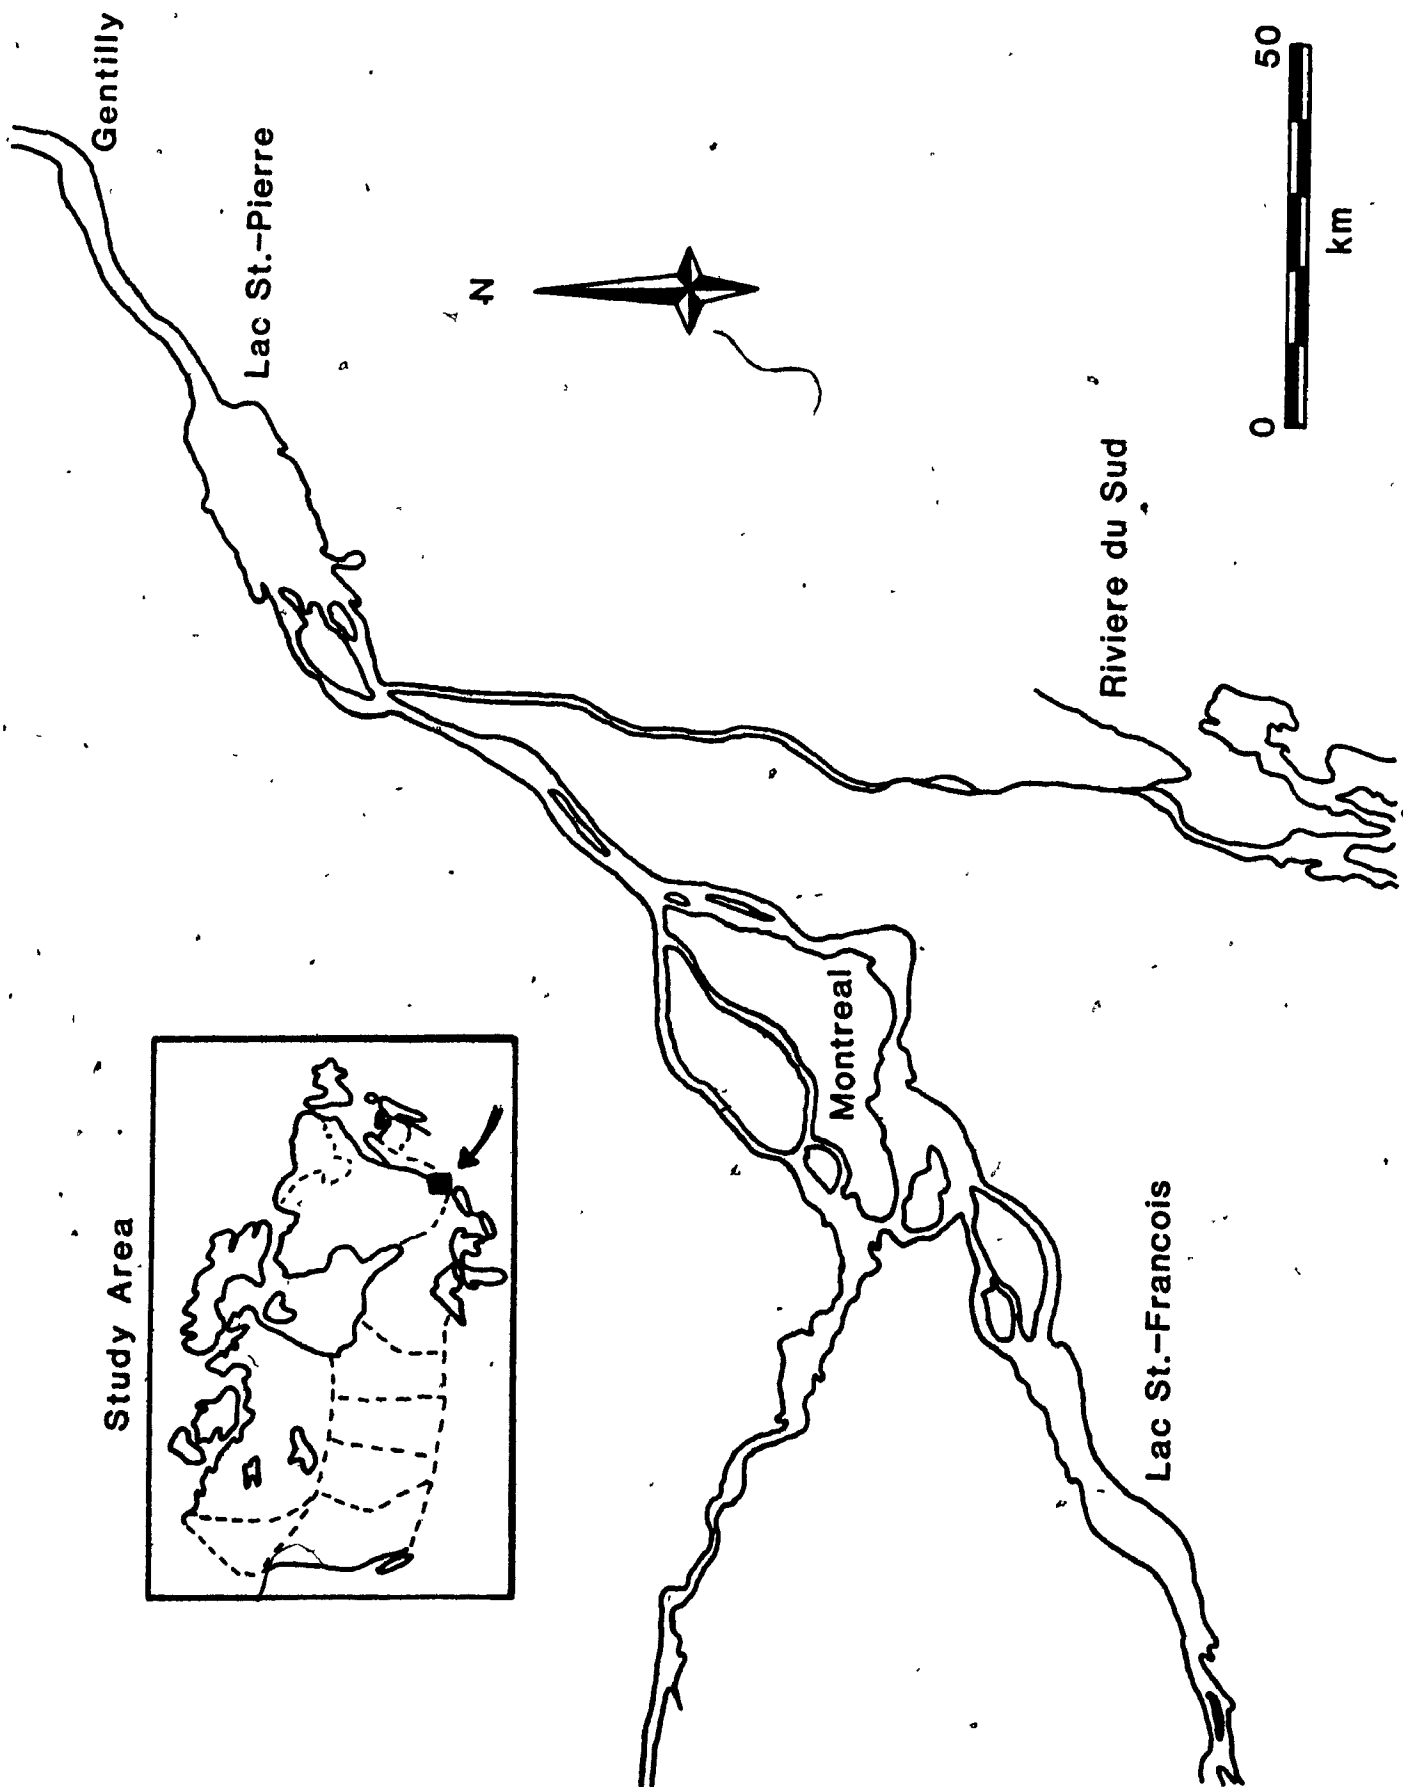 Study Area
Gentilly
Lac St.-Pierre
N
Montreal
Riviere du Sud
Lac St.-Francois
0
50
km